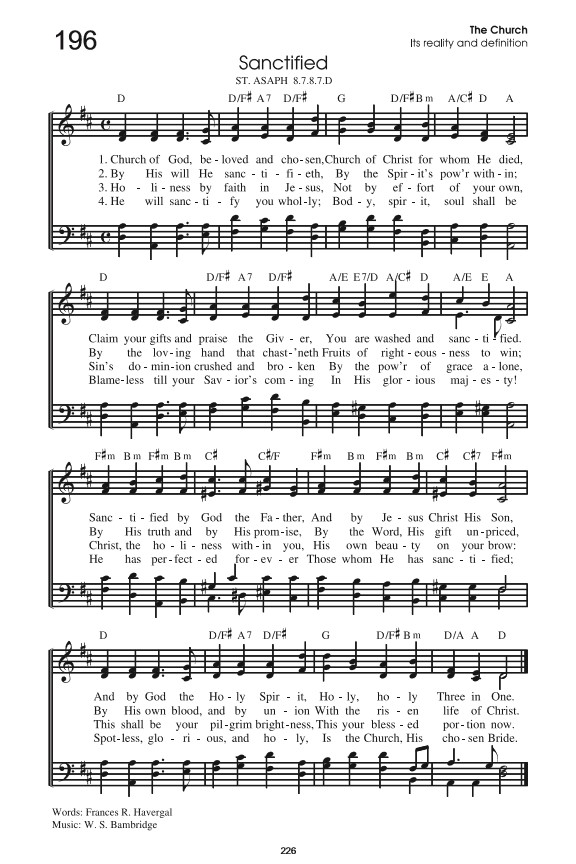 196
The Church
Its reality and definition
Sanctified
ST. ASAPH 8.7.8.7.D
D D/F♯ A7 D/F♯ G D/F♯ Bm A/C♯ D A
1. Church of God, be - loved and cho - sen, Church of Christ for whom He died,
2. By His will He sanc - ti - fi - eth, By the Spir - it's pow'r with - in;
3. Ho - li - ness by faith in Je - sus, Not by ef - fort of your own,
4. He will sanc - ti - fy you whol - ly; Bod - y, spir - it, soul shall be
D D/F♯ A7 D/F♯ A/E E7/D A/C♯ D A/E E A
Claim your gifts and praise the Giv - er, You are washed and sanc - ti - fied.
By the lov - ing hand that chast - 'neth Fruits of right - eous - ness to win;
Sin's do - min - ion crushed and bro - ken By the pow'r of grace a - lone,
Blame - less till your Sav - ior's com - ing In His glor - ious maj - es - ty!
F♯m Bm F♯m Bm C♯ C♯/F F♯m Bm F♯m Bm C♯ C♯7 F♯m
Sanc - ti - fied by God the Fa - ther, And by Je - sus Christ His Son,
By His truth and by His prom - ise, By the Word, His gift un - priced,
Christ, the ho - li - ness with - in you, His own beau - ty on your brow:
He has per - fect - ed for - ev - er Those whom He has sanc - ti - fied;
D D/F♯ A7 D/F♯ G D/F♯ Bm D/A A D
And by God the Ho - ly Spir - it, Ho - ly, ho - ly Three in One.
By His own blood, and by un - ion With the ris - en life of Christ.
This shall be your pil - grim bright - ness, This your bless - ed por - tion now.
Spot - less, glo - ri - ous, and ho - ly, Is the Church, His cho - sen Bride.
Words: Frances R. Havergal
Music: W. S. Bambridge
226